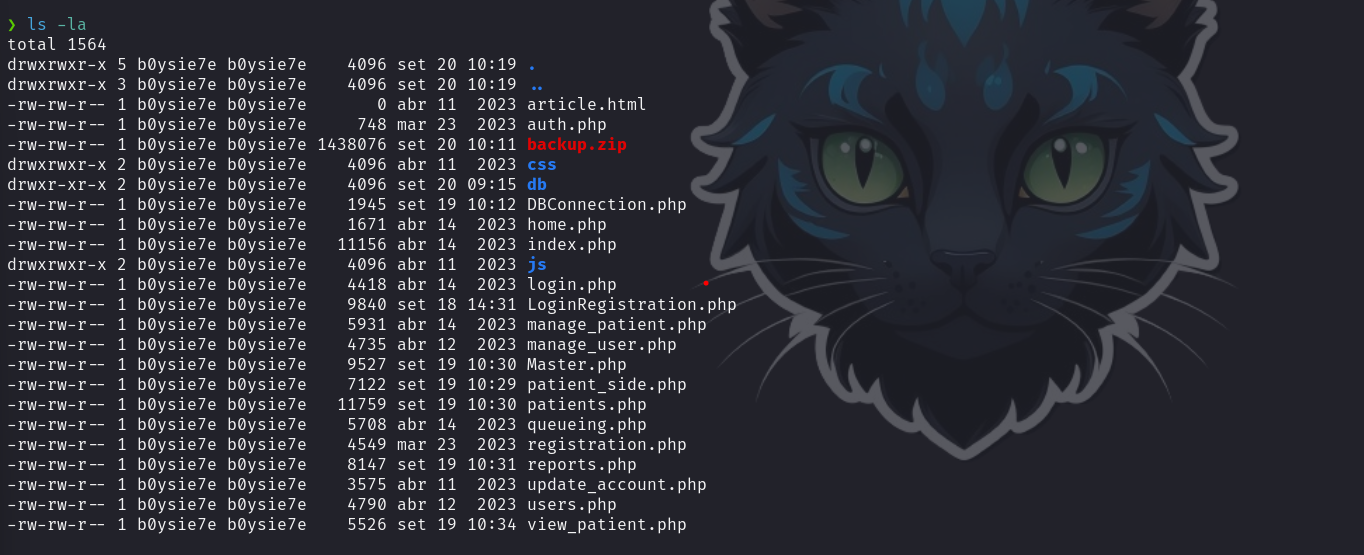 ❯ ls -la
total 1564
drwxrwxr-x 5 b0ysie7e b0ysie7e    4096 set 20 10:19 .
drwxrwxr-x 3 b0ysie7e b0ysie7e    4096 set 20 10:19 ..
-rw-rw-r-- 1 b0ysie7e b0ysie7e       0 abr 11  2023 article.html
-rw-rw-r-- 1 b0ysie7e b0ysie7e     748 mar 23  2023 auth.php
-rw-rw-r-- 1 b0ysie7e b0ysie7e 1438076 set 20 10:11 backup.zip
drwxrwxr-x 2 b0ysie7e b0ysie7e    4096 abr 11  2023 css
drwxr-xr-x 2 b0ysie7e b0ysie7e    4096 set 20 09:15 db
-rw-rw-r-- 1 b0ysie7e b0ysie7e    1945 set 19 10:12 DBConnection.php
-rw-rw-r-- 1 b0ysie7e b0ysie7e    1671 abr 14  2023 home.php
-rw-rw-r-- 1 b0ysie7e b0ysie7e   11156 abr 14  2023 index.php
drwxrwxr-x 2 b0ysie7e b0ysie7e    4096 abr 11  2023 js
-rw-rw-r-- 1 b0ysie7e b0ysie7e    4418 abr 14  2023 login.php
-rw-rw-r-- 1 b0ysie7e b0ysie7e    9840 set 18 14:31 LoginRegistration.php
-rw-rw-r-- 1 b0ysie7e b0ysie7e    5931 abr 14  2023 manage_patient.php
-rw-rw-r-- 1 b0ysie7e b0ysie7e    4735 abr 12  2023 manage_user.php
-rw-rw-r-- 1 b0ysie7e b0ysie7e    9527 set 19 10:30 Master.php
-rw-rw-r-- 1 b0ysie7e b0ysie7e    7122 set 19 10:29 patient_side.php
-rw-rw-r-- 1 b0ysie7e b0ysie7e   11759 set 19 10:30 patients.php
-rw-rw-r-- 1 b0ysie7e b0ysie7e    5708 abr 14  2023 queueing.php
-rw-rw-r-- 1 b0ysie7e b0ysie7e    4549 mar 23  2023 registration.php
-rw-rw-r-- 1 b0ysie7e b0ysie7e    8147 set 19 10:31 reports.php
-rw-rw-r-- 1 b0ysie7e b0ysie7e    3575 abr 11  2023 update_account.php
-rw-rw-r-- 1 b0ysie7e b0ysie7e    4790 abr 12  2023 users.php
-rw-rw-r-- 1 b0ysie7e b0ysie7e    5526 set 19 10:34 view_patient.php